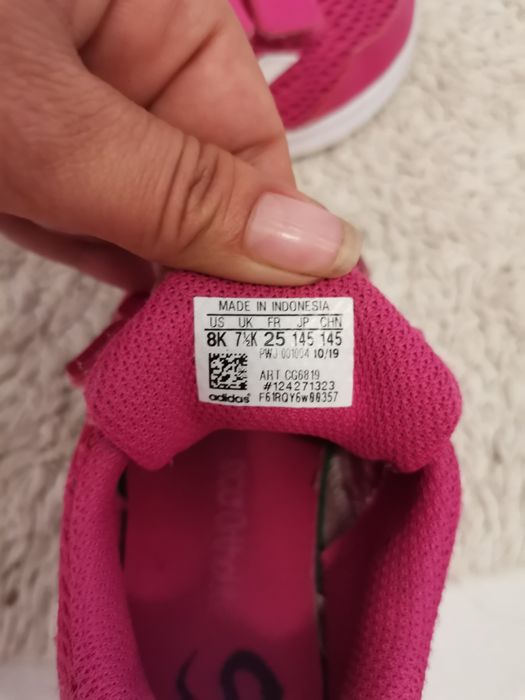 MADE IN INDONESIA
US UK FR JP CHN
8K 7½K 25 145 145
PWJ 001004 10/19
ART CG6819
#124271323
adidas F61RQY6w00357